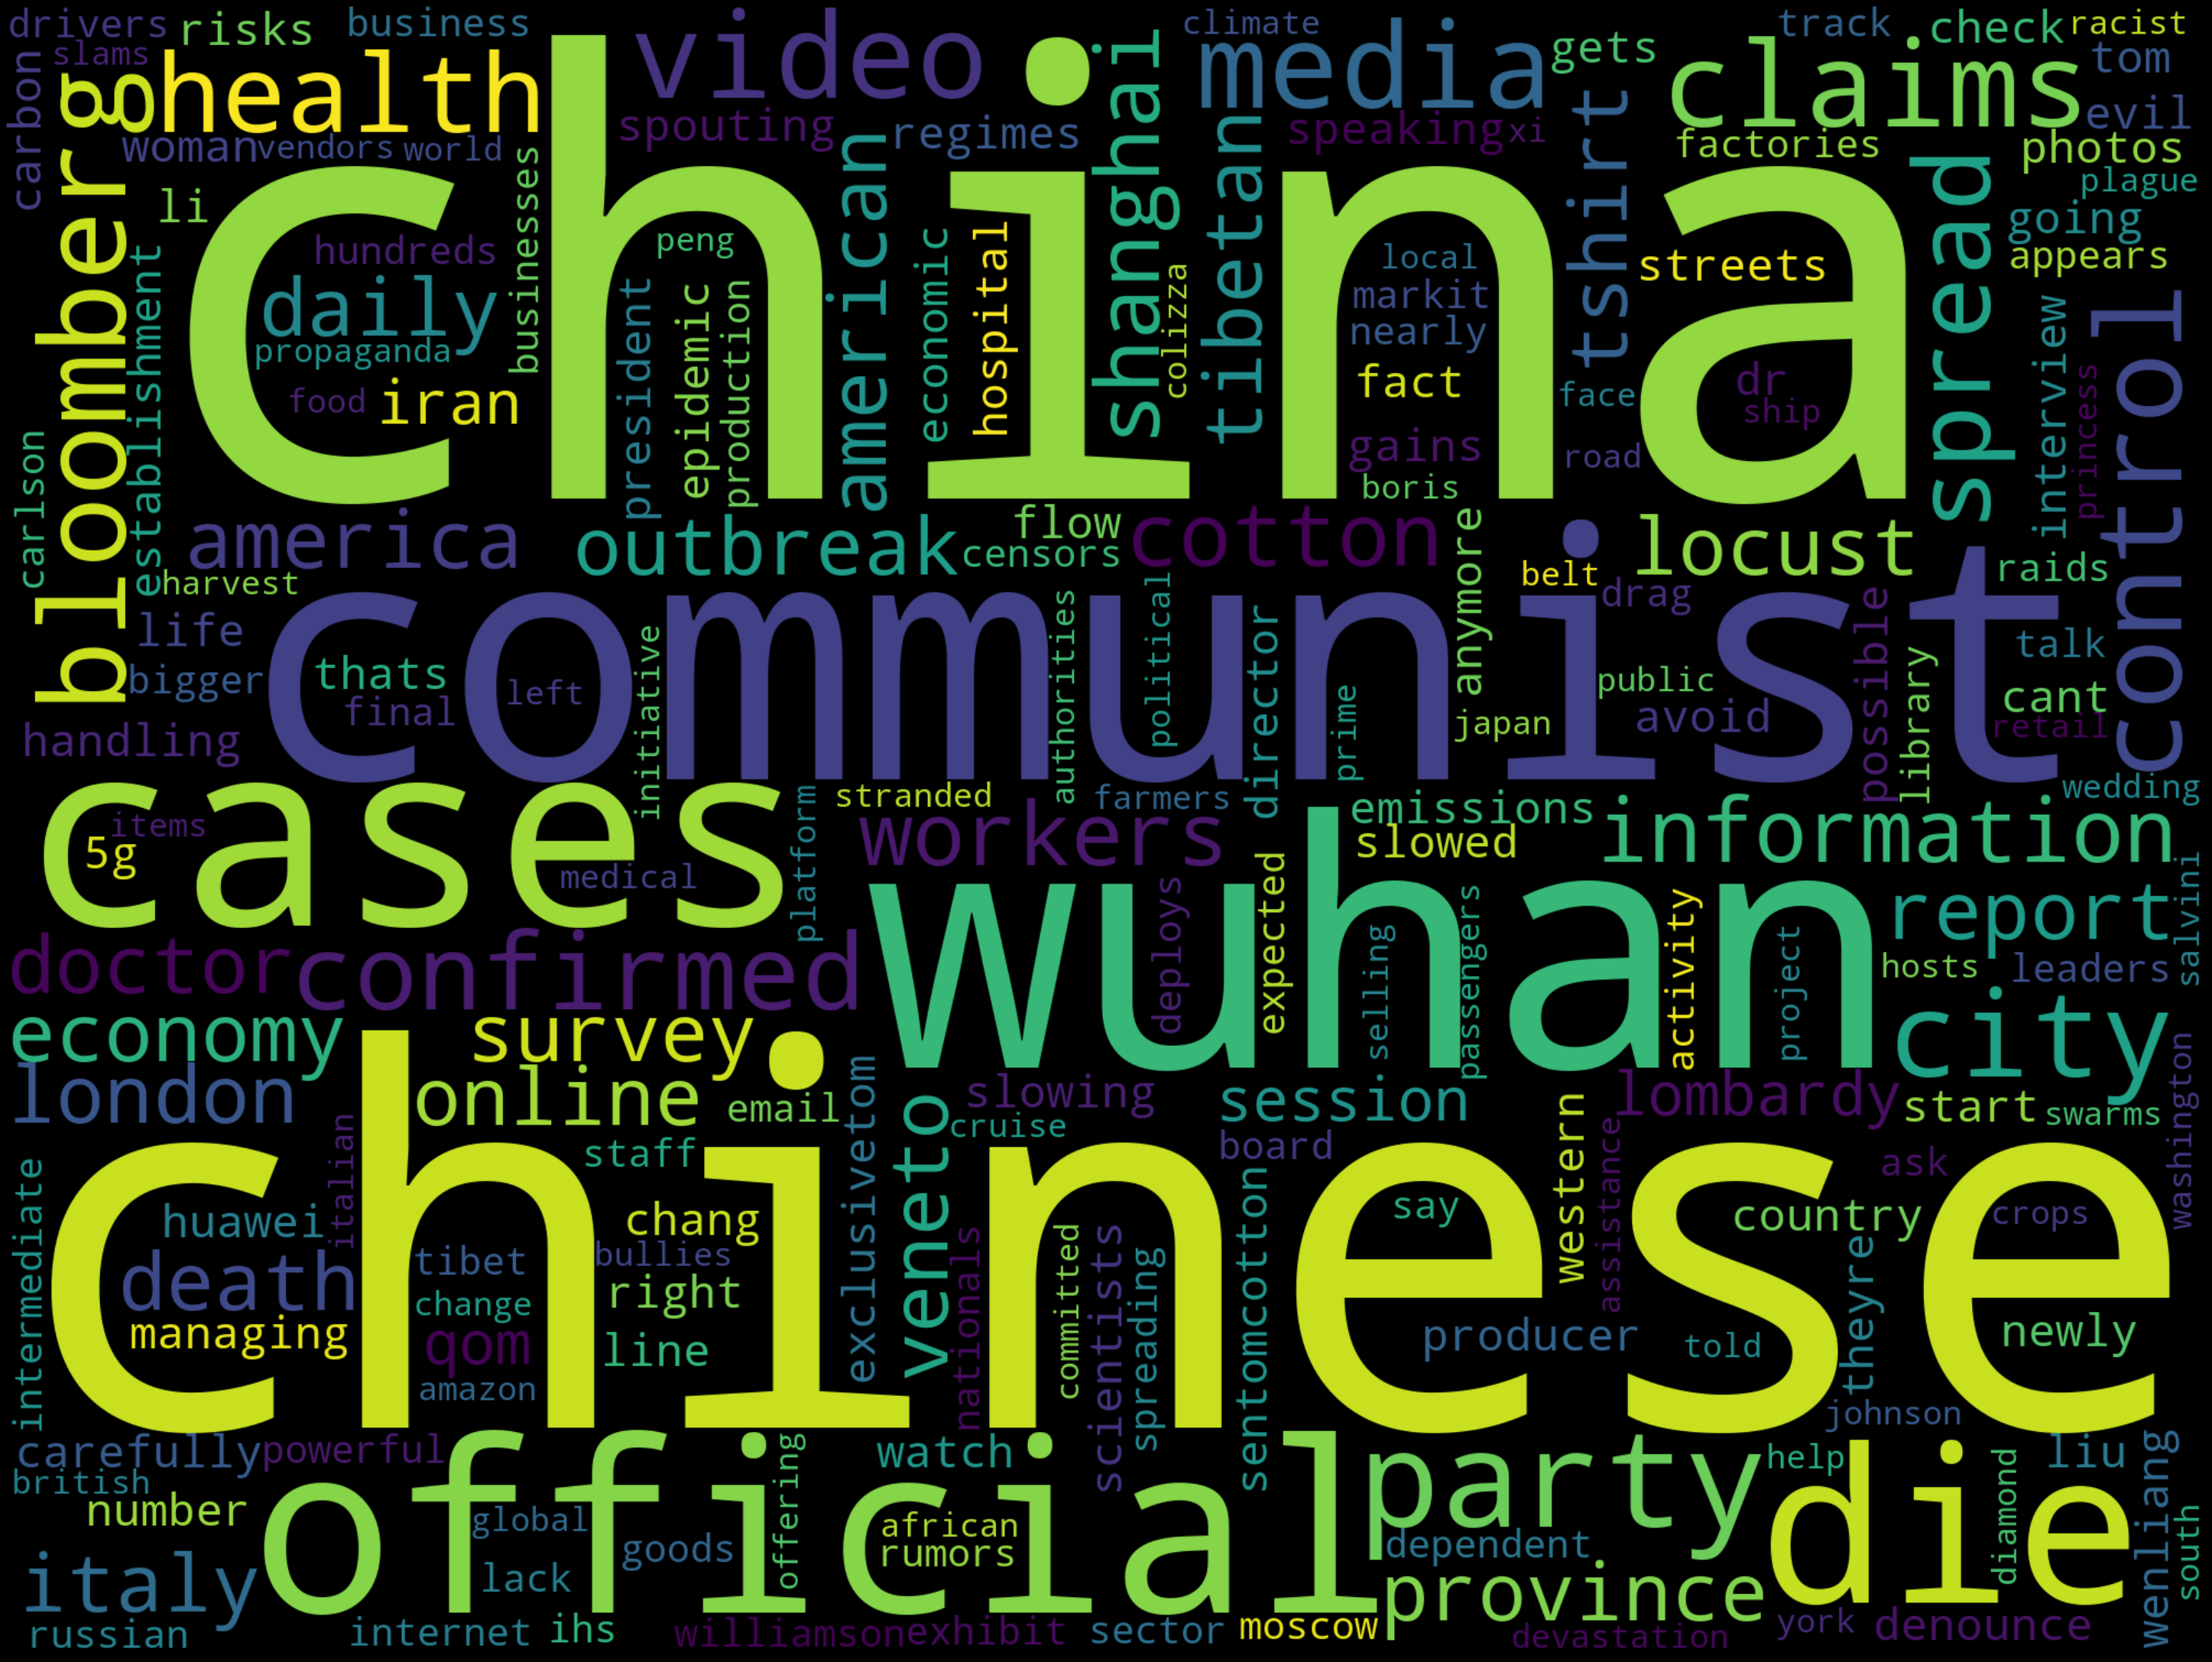 drivers
risks
business
video
climate
media
gets
track
check
racist
slams
health
carbon
bloomberg
china
shanghai
claims
tom
evil
woman
vendors
world
spouting
regimes
american
tibetan
speaking
xi
tshirt
factories
spread
photos
plague
li
hundreds
businesses
peng
economic
hospital
local
streets
going
appears
establishment
daily
propaganda
president
epidemic
production
colizza
markit
nearly
interview
control
food
iran
fact
face
dr
ship
princess
carlson
gains
road
boris
america
outbreak
flow
censors
cotton
anymore
belt
locust
raids
harvest
communist
drag
life
bigger
thats
final
left
initiative
authorities
political
director
prime
japan
public
avoid
possible
library
talk
cant
retail
handling
cases
stranded
farmers
wedding
items
5g
medical
platform
workers
emissions
slowed
information
salvini
wuhan
deploys
expected
selling
passengers
activity
project
report
hosts
leaders
doctor
confirmed
economy
survey
city
london
online
email
exclusivetom
veneto
slowing
cruise
session
board
western
lombardy
start
swarms
washington
chinese
italian
staff
intermediate
huawei
chang
bullies
nationals
committed
scientists
spreading
sentomcotton
say
assistance
ask
country
crops
death
tibet
change
right
theyre
managing
qom
line
producer
told
newly
amazon
johnson
carefully
powerful
official
offering
watch
party
help
diamond
liu
wenliang
british
number
global
african
rumors
die
south
italy
lack
goods
dependent
province
russian
internet
ihs
williamson
exhibit
sector
moscow
devastation
york
denounce